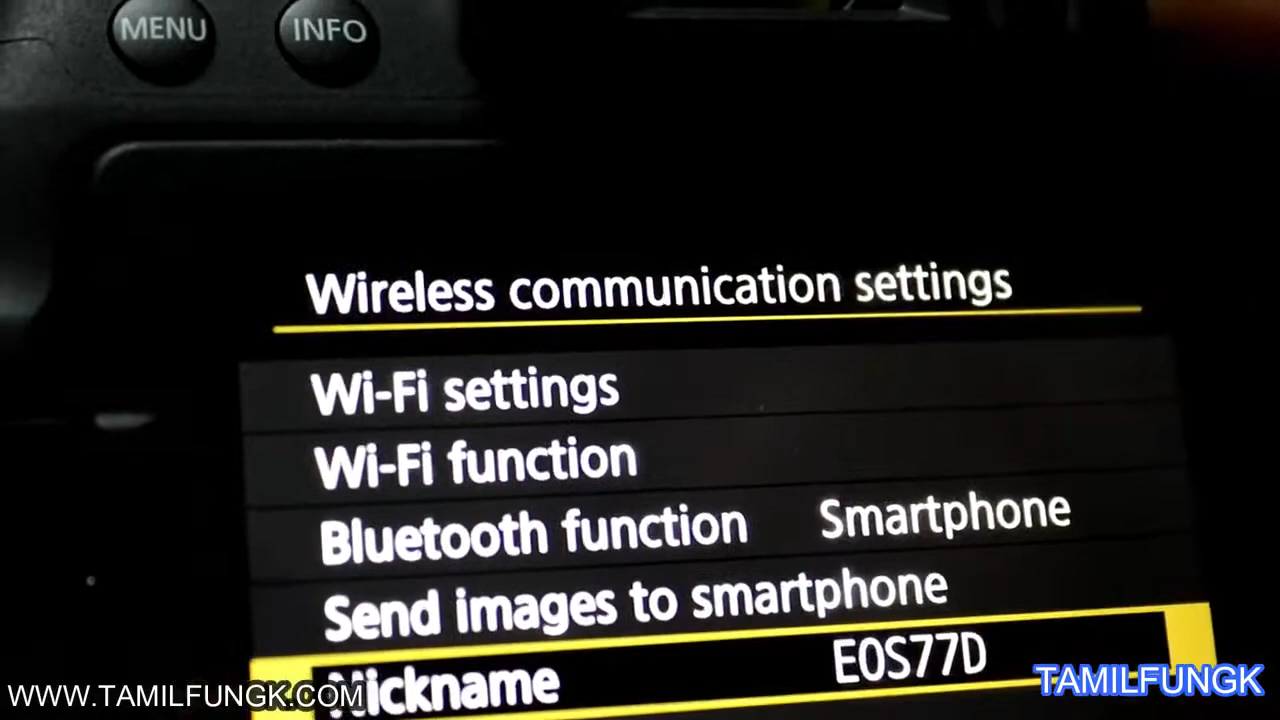 MENU INFO
Wireless communication settings
Wi-Fi settings
Wi-Fi function
Bluetooth function Smartphone
Send images to smartphone
Nickname EOS77D
WWW.TAMILFUNGK.COM
TAMILFUNGK